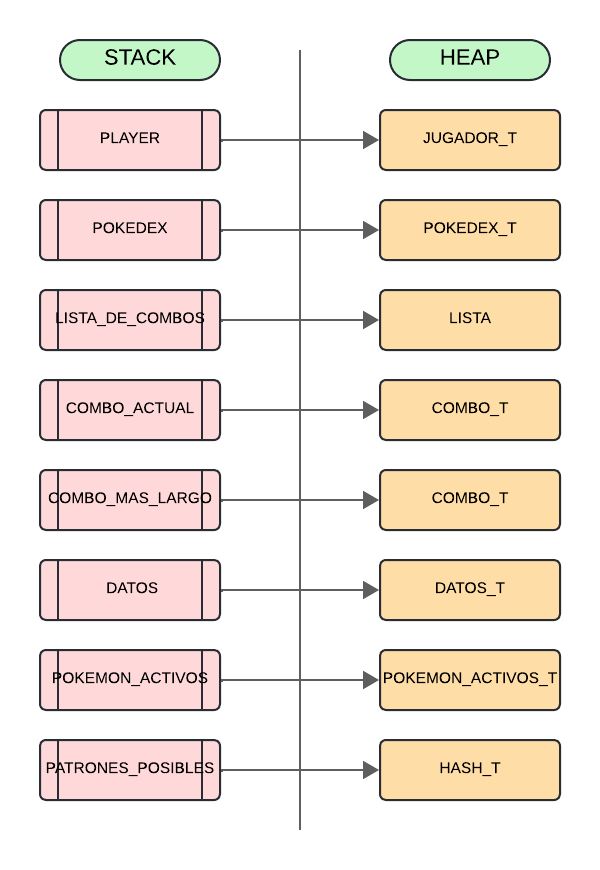 STACK
HEAP
PLAYER
JUGADOR_T
POKEDEX
POKEDEX_T
LISTA_DE_COMBOS
LISTA
COMBO_ACTUAL
COMBO_T
COMBO_MAS_LARGO
COMBO_T
DATOS
DATOS_T
POKEMON_ACTIVOS
POKEMON_ACTIVOS_T
PATRONES_POSIBLES
HASH_T